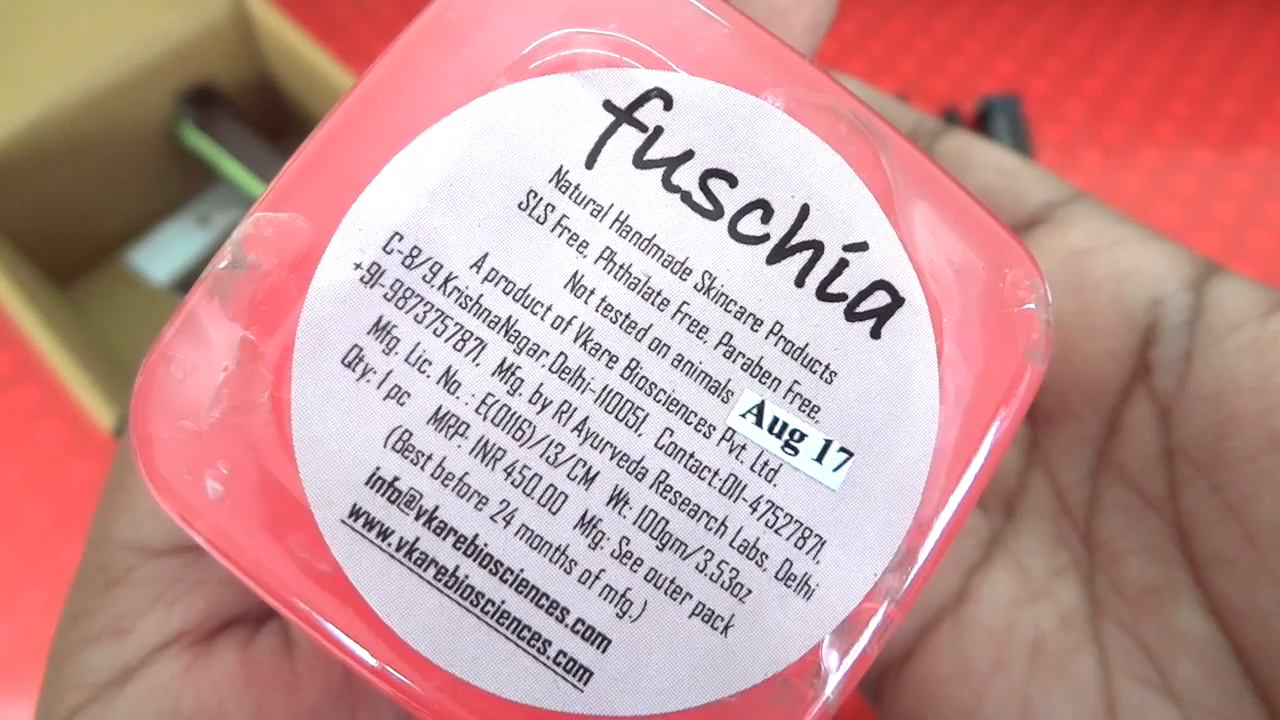 fuschia
Natural Handmade Skincare Products
SLS Free, Phthalate Free, Paraben Free,
Not tested on animals
Aug 17
A product of Vkare Biosciences Pvt. Ltd.
C-8/9,KrishnaNagar,Delhi-110051, Contact:011-47527871,
+91-9873757871, Mfg. by RI Ayurveda Research Labs, Delhi
Mfg. Lic. No.: E(0116)/13/CM Wt: 100gm/3.53oz
Qty: 1 pc MRP: INR 450.00 Mfg: See outer pack
(Best before 24 months of mfg.)
info@vkarebiosciences.com
www.vkarebiosciences.com